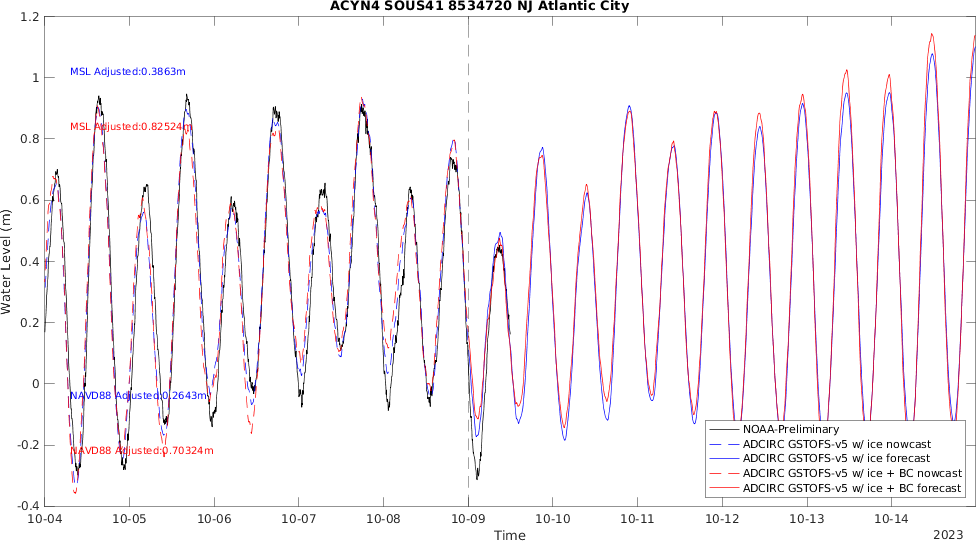 ACYN4 SOUS41 8534720 NJ Atlantic City
1.2
1
0.8
0.6
0.4
0.2
0
-0.2
-0.4
Water Level (m)
MSL Adjusted:0.3863m
MSL Adjusted:0.82524m
NAVD88 Adjusted:0.2643m
NAVD88 Adjusted:0.70324m
NOAA-Preliminary
ADCIRC GSTOFS-v5 w/ ice nowcast
ADCIRC GSTOFS-v5 w/ ice forecast
ADCIRC GSTOFS-v5 w/ ice + BC nowcast
ADCIRC GSTOFS-v5 w/ ice + BC forecast
10-04 10-05 10-06 10-07 10-08 10-09 10-10 10-11 10-12 10-13 10-14
Time
2023